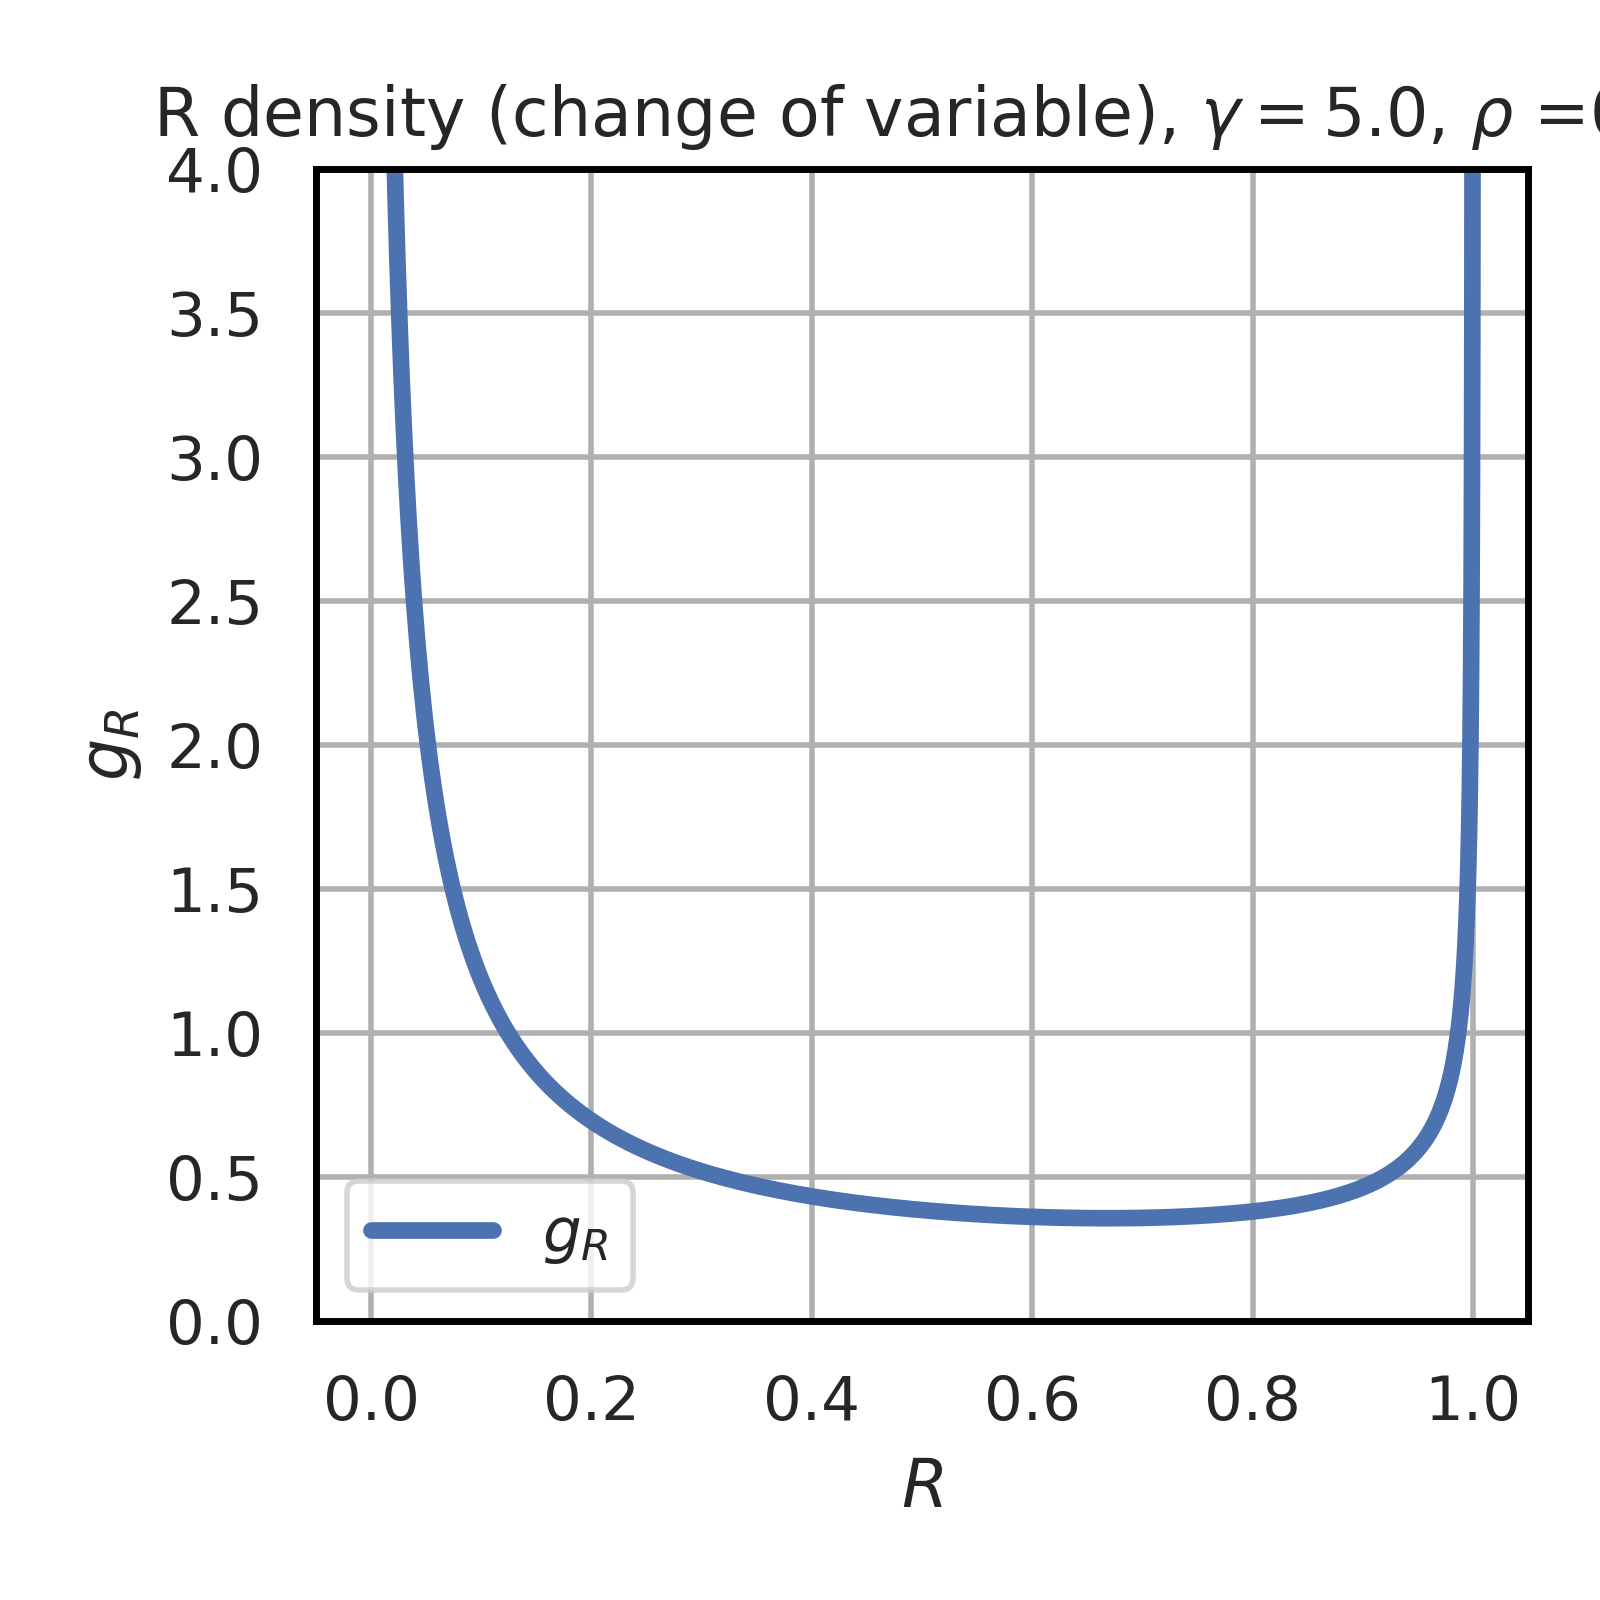 R density (change of variable), γ = 5.0, ρ =
4.0
3.5
3.0
2.5
2.0
1.5
1.0
0.5
0.0
g_R
g_R
0.0 0.2 0.4 0.6 0.8 1.0
R